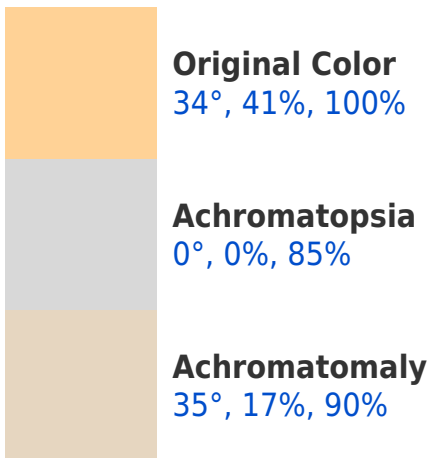 Original Color
34°, 41%, 100%
Achromatopsia
0°, 0%, 85%
Achromatomaly
35°, 17%, 90%